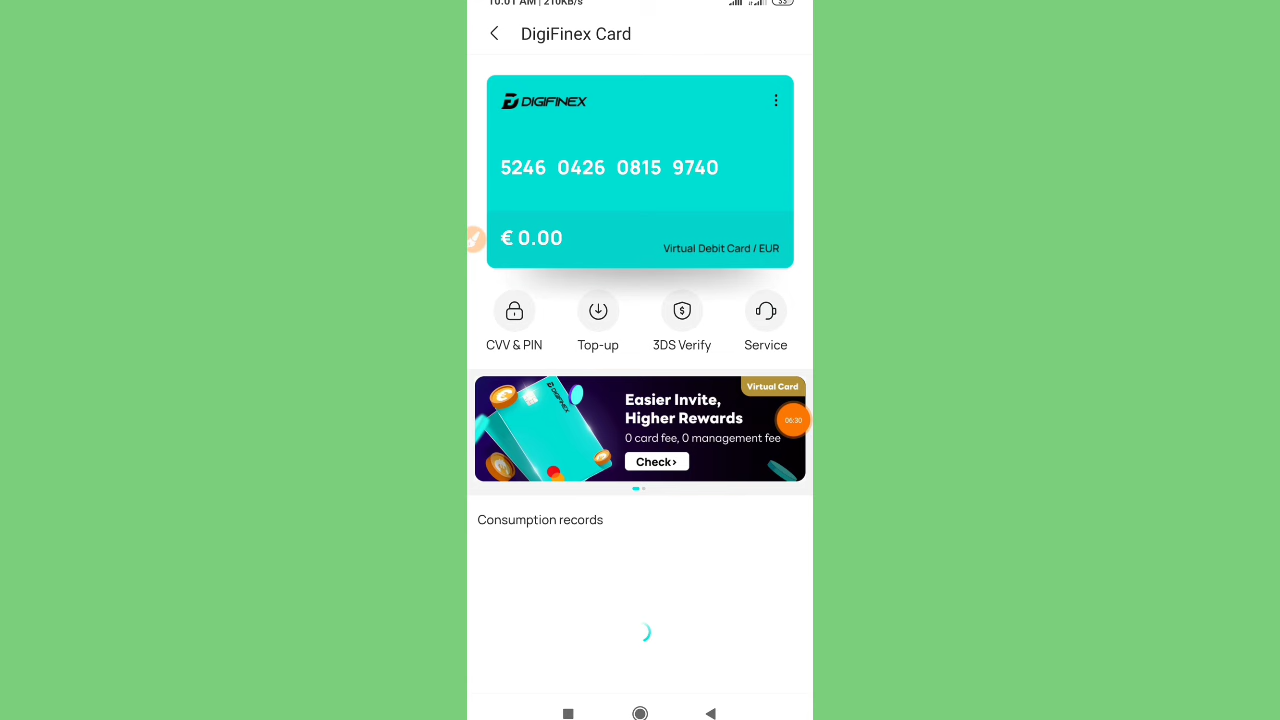 10:01 AM | 210KB/s
53
DigiFinex Card
DIGIFINEX
5246 0426 0815 9740
€ 0.00
Virtual Debit Card / EUR
CVV & PIN
Top-up
3DS Verify
Service
Virtual Card
DIGIFINEX
Easier Invite,
Higher Rewards
06:30
0 card fee, 0 management fee
Check›
Consumption records